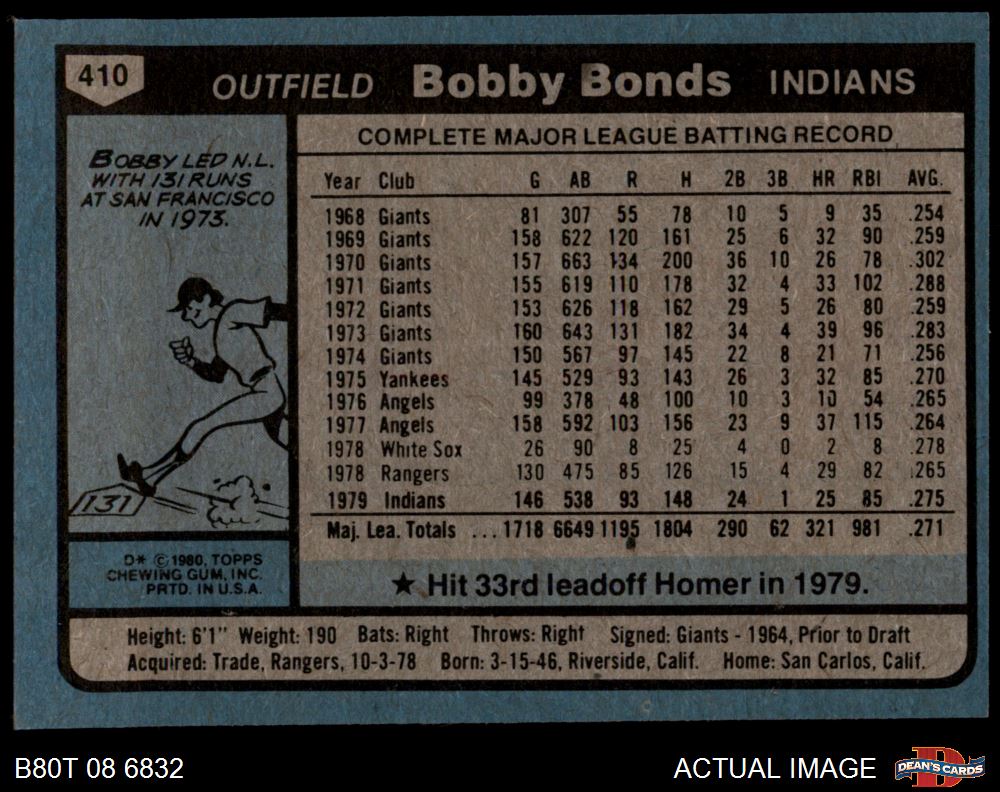 410
OUTFIELD Bobby Bonds INDIANS
BOBBY LED N.L.
WITH 131 RUNS
AT SAN FRANCISCO
IN 1973.
131
D* © 1980, TOPPS
CHEWING GUM, INC.
PRTD. IN U.S.A.
COMPLETE MAJOR LEAGUE BATTING RECORD
Year Club G AB R H 2B 3B HR RBI AVG.
1968 Giants 81 307 55 78 10 5 9 35 .254
1969 Giants 158 622 120 161 25 6 32 90 .259
1970 Giants 157 663 134 200 36 10 26 78 .302
1971 Giants 155 619 110 178 32 4 33 102 .288
1972 Giants 153 626 118 162 29 5 26 80 .259
1973 Giants 160 643 131 182 34 4 39 96 .283
1974 Giants 150 567 97 145 22 8 21 71 .256
1975 Yankees 145 529 93 143 26 3 32 85 .270
1976 Angels 99 378 48 100 10 3 10 54 .265
1977 Angels 158 592 103 156 23 9 37 115 .264
1978 White Sox 26 90 8 25 4 0 2 8 .278
1978 Rangers 130 475 85 126 15 4 29 82 .265
1979 Indians 146 538 93 148 24 1 25 85 .275
Maj. Lea. Totals ... 1718 6649 1195 1804 290 62 321 981 .271
★ Hit 33rd leadoff Homer in 1979.
Height: 6'1" Weight: 190 Bats: Right Throws: Right Signed: Giants - 1964, Prior to Draft
Acquired: Trade, Rangers, 10-3-78 Born: 3-15-46, Riverside, Calif. Home: San Carlos, Calif.
B80T 08 6832
ACTUAL IMAGE
DEAN'S CARDS